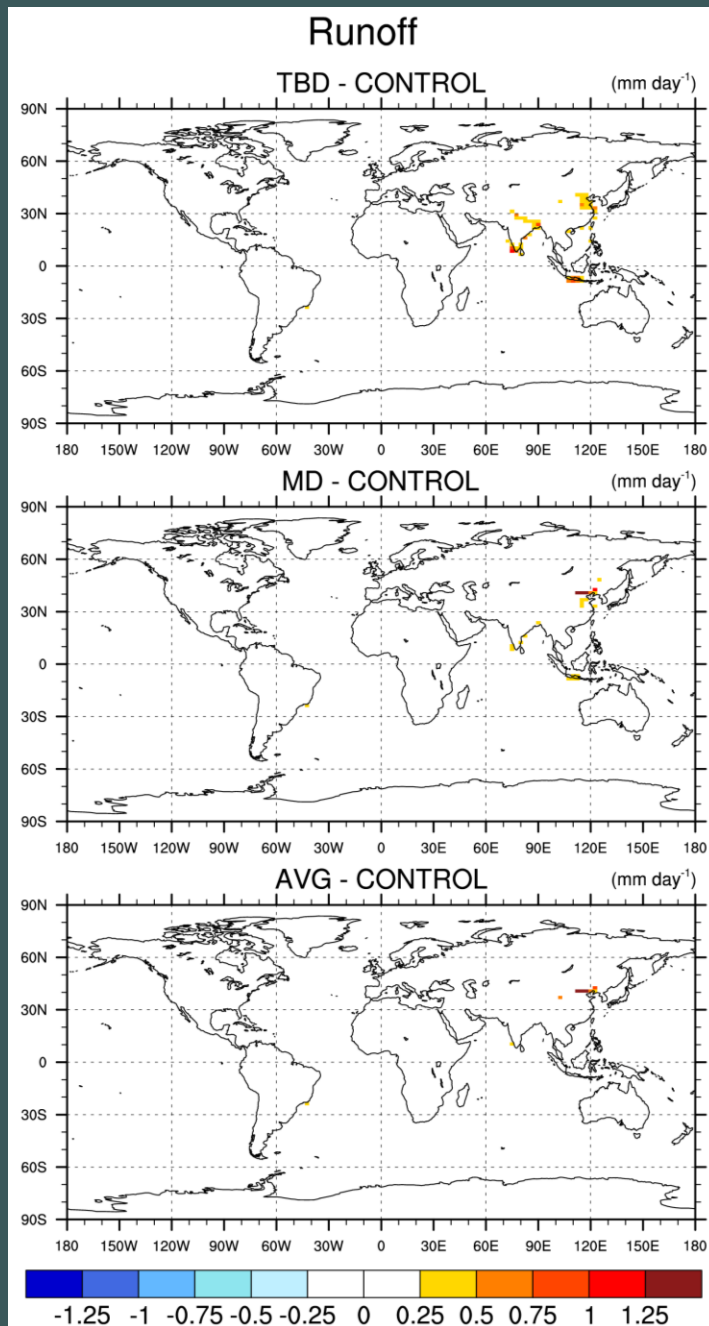 Runoff
TBD - CONTROL (mm day-1)
90N
60N
30N
0
30S
60S
90S
180 150W 120W 90W 60W 30W 0 30E 60E 90E 120E 150E 180
MD - CONTROL (mm day-1)
90N
60N
30N
0
30S
60S
90S
180 150W 120W 90W 60W 30W 0 30E 60E 90E 120E 150E 180
AVG - CONTROL (mm day-1)
90N
60N
30N
0
30S
60S
90S
180 150W 120W 90W 60W 30W 0 30E 60E 90E 120E 150E 180
-1.25 -1 -0.75 -0.5 -0.25 0 0.25 0.5 0.75 1 1.25